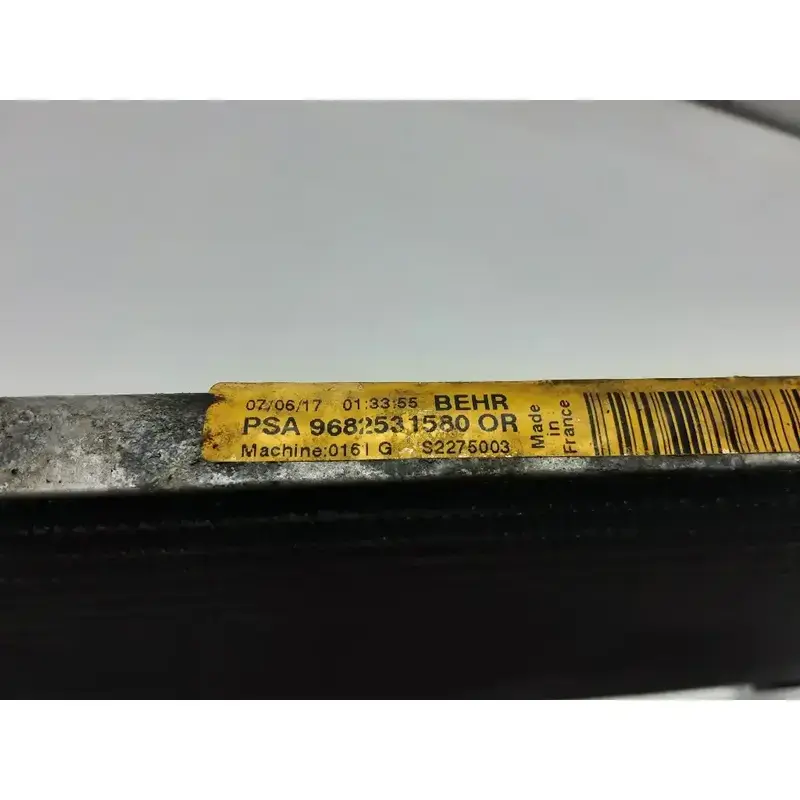 07/06/17 01:33:55 BEHR
PSA 9682531580 OR
Machine:0161 G S2275003
Made
in
France